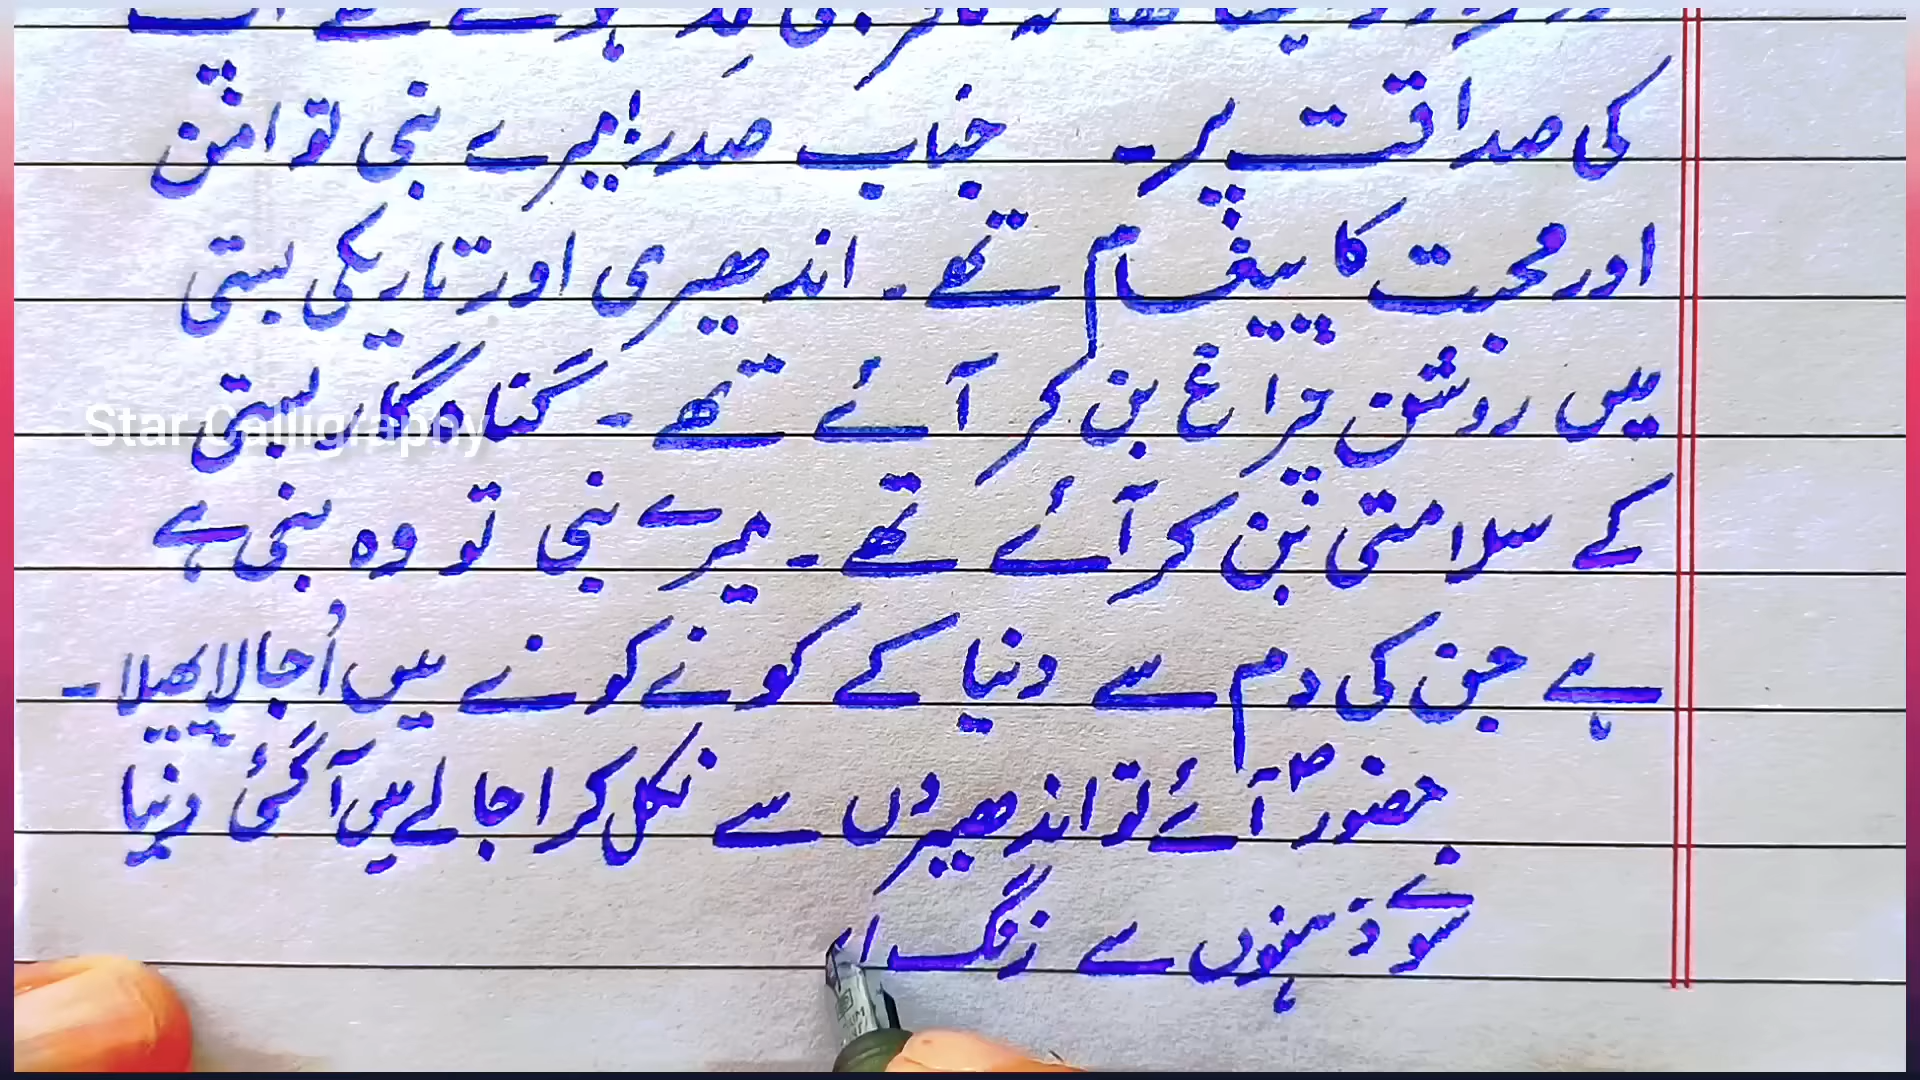 کی صداقت پر۔ جناب صدر! میرے نبی تو امن
اور محبت کا پیغام تھے۔ اندھیری اور تاریکی بستی
میں روشن چراغ بن کر آئے تھے۔ گناہ گار بستی
کے سلامتی بن کر آئے تھے۔ میرے نبی تو وہ نبی ہے
ہے جن کی دم سے دنیا کے کونے کونے میں اُجالا پھیلا۔
حضورؐ آئے تو اندھیروں سے نکل کر اجالے میں آ گئی دنیا
ذہنوں سے زنگ
Star Calligraphy